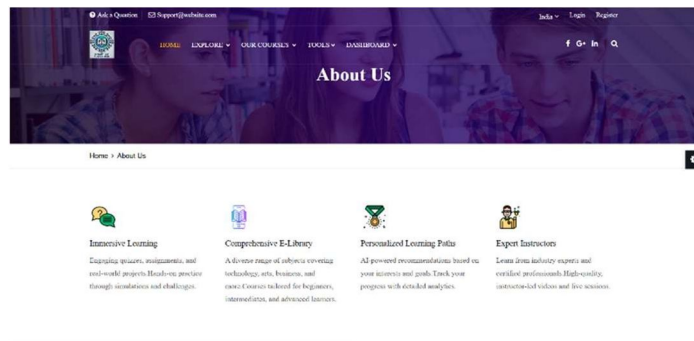 Ask a Question Support@website.com India Login Register
HOME EXPLORE OUR COURSES TOOLS DASHBOARD G+ in
About Us
Home > About Us
Immersive Learning
Engaging quizzes, assignments, and
real-world projects.Hands-on practice
through simulations and challenges.
Comprehensive E-Library
A diverse range of subjects covering
technology, arts, business, and
more.Courses tailored for beginners,
intermediates, and advanced learners.
Personalized Learning Paths
AI-powered recommendations based on
your interests and goals.Track your
progress with detailed analytics.
Expert Instructors
Learn from industry experts and
certified professionals.High-quality,
instructor-led videos and live sessions.